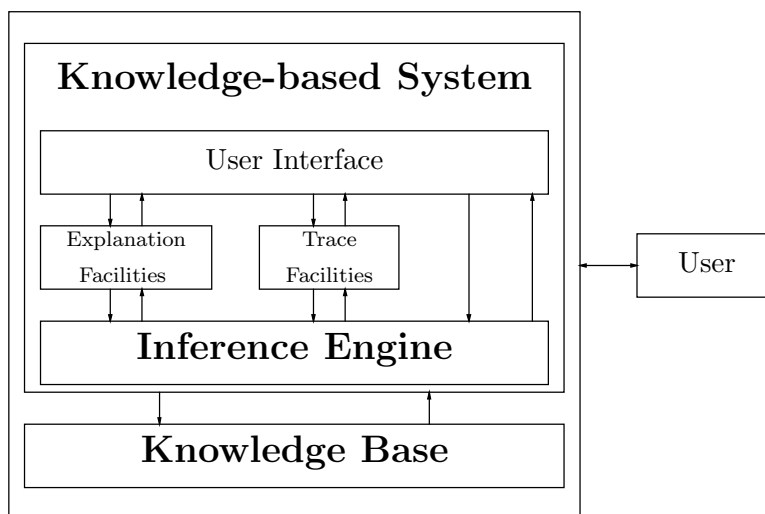 Knowledge-based System
User Interface
Explanation
Facilities
Trace
Facilities
User
Inference Engine
Knowledge Base